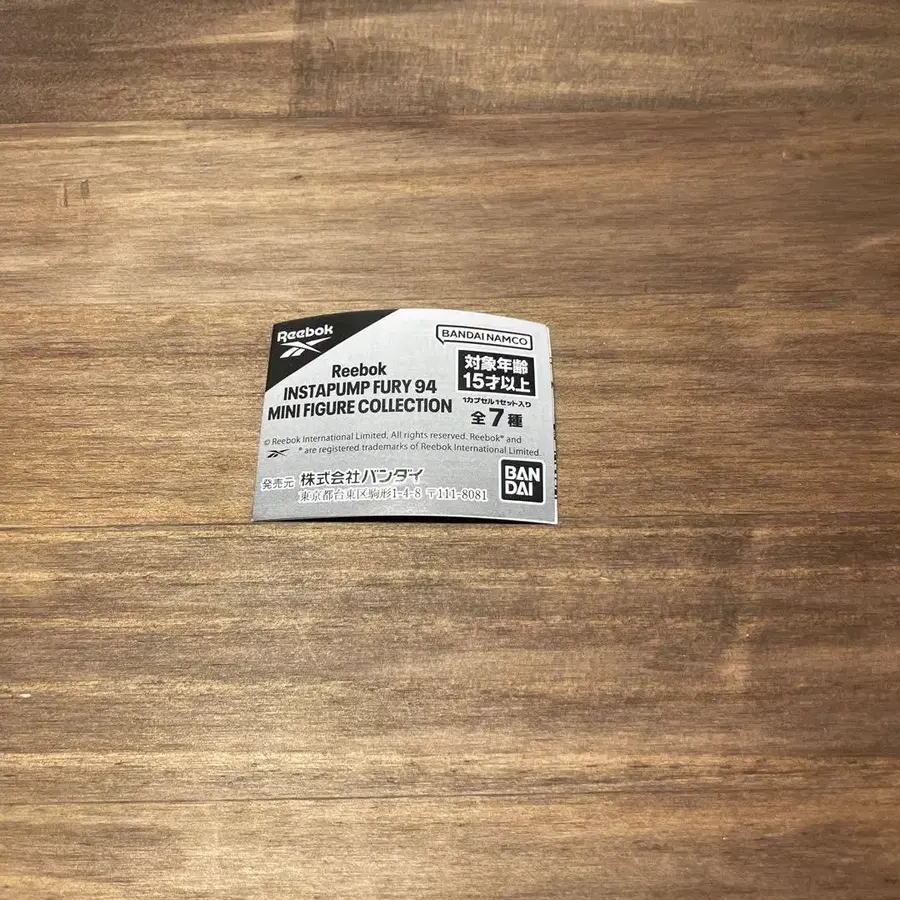 Reebok
BANDAI NAMCO
Reebok
INSTAPUMP FURY 94
MINI FIGURE COLLECTION
対象年齢
15才以上
1カプセル1セット入り
全7種
© Reebok International Limited. All rights reserved. Reebok* and
* are registered trademarks of Reebok International Limited.
発売元 株式会社バンダイ
東京都台東区駒形1-4-8 〒111-8081
BAN
DAI